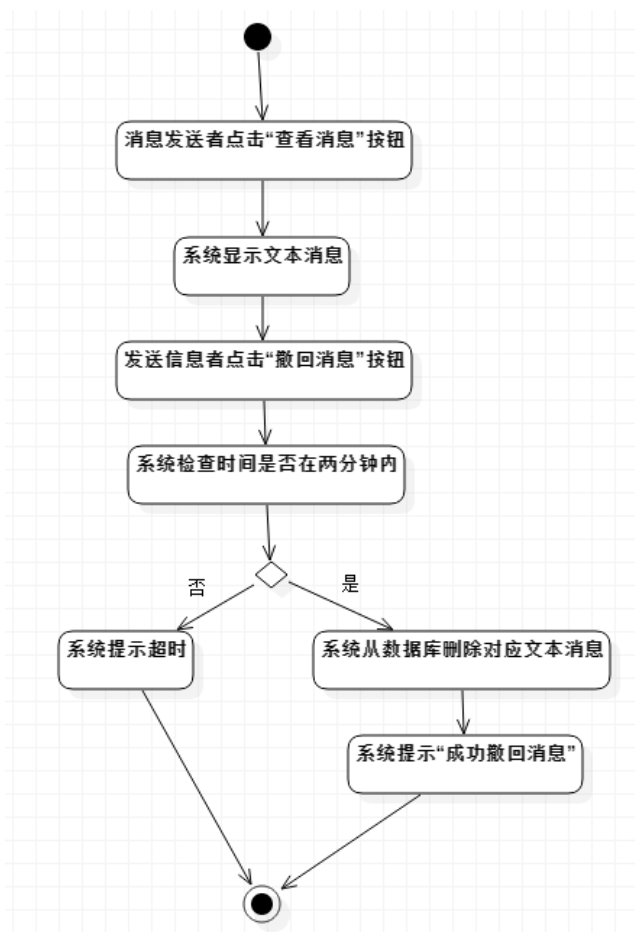 消息发送者点击“查看消息”按钮
系统显示文本消息
发送信息者点击“撤回消息”按钮
系统检查时间是否在两分钟内
否
是
系统提示超时
系统从数据库删除对应文本消息
系统提示“成功撤回消息”